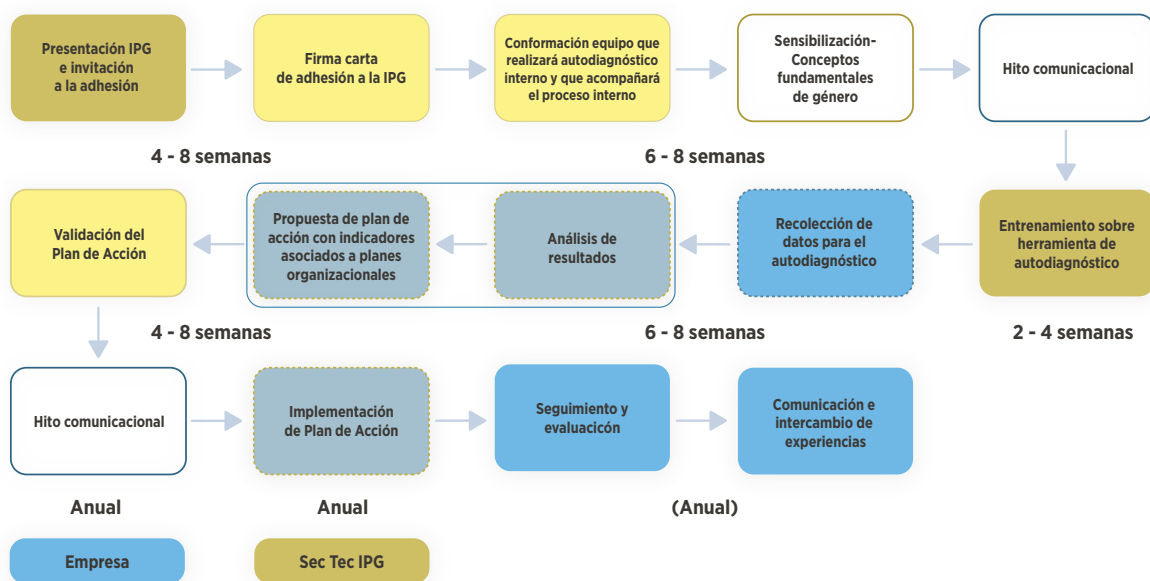 Presentación IPG
e invitación
a la adhesión
Firma carta
de adhesión a la IPG
Conformación equipo que
realizará autodiagnóstico
interno y que acompañará
el proceso interno
Sensibilización-
Conceptos
fundamentales
de género
Hito comunicacional
4 - 8 semanas
6 - 8 semanas
Validación del
Plan de Acción
Propuesta de plan de
acción con indicadores
asociados a planes
organizacionales
Análisis de
resultados
Recolección de
datos para el
autodiagnóstico
Entrenamiento sobre
herramienta de
autodiagnóstico
4 - 8 semanas
6 - 8 semanas
2 - 4 semanas
Hito comunicacional
Implementación
de Plan de Acción
Seguimiento y
evaluacicón
Comunicación e
intercambio de
experiencias
Anual
Anual
(Anual)
Empresa
Sec Tec IPG